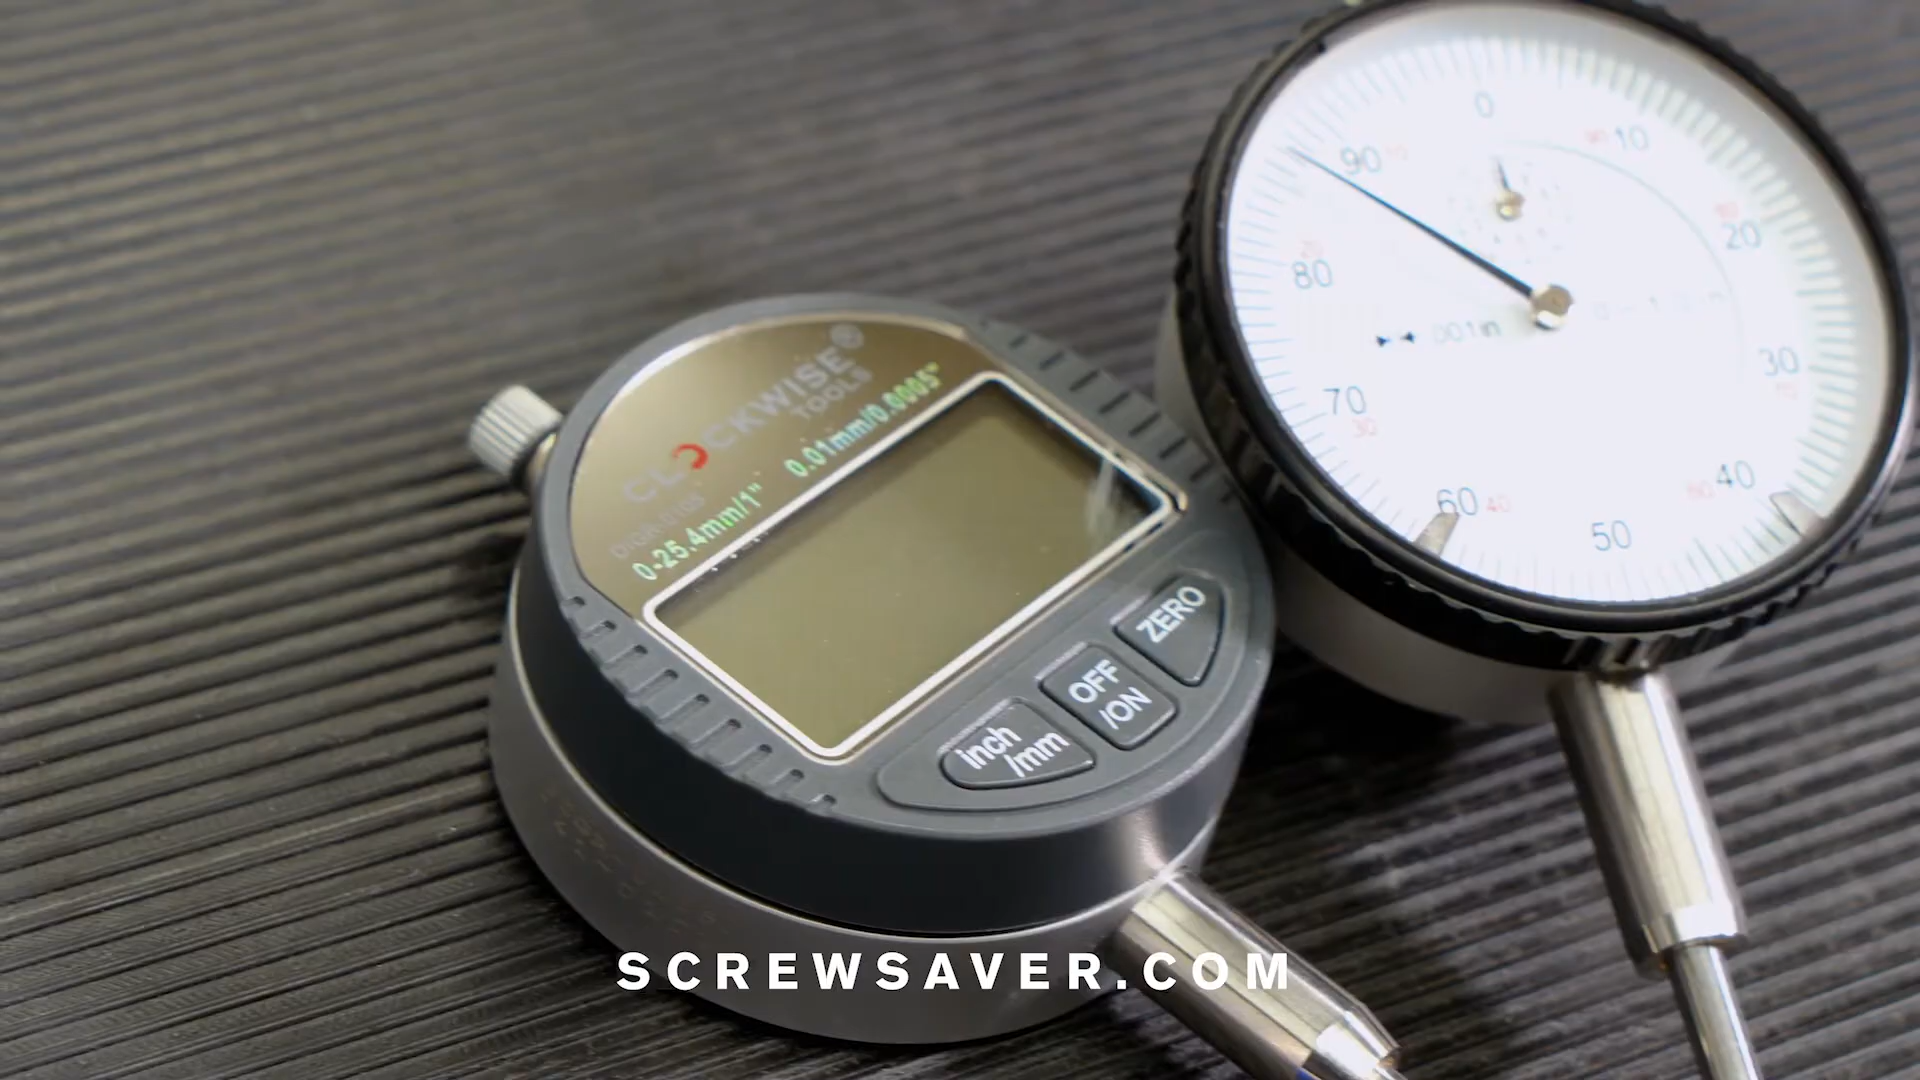 CLOCKWISE®
TOOLS
0-25.4mm/1" 0.01mm/0.0005"
inch
/mm
OFF
/ON
ZERO
0
10
20
30
40
50
60
70
80
90
.001in
SCREWSAVER.COM